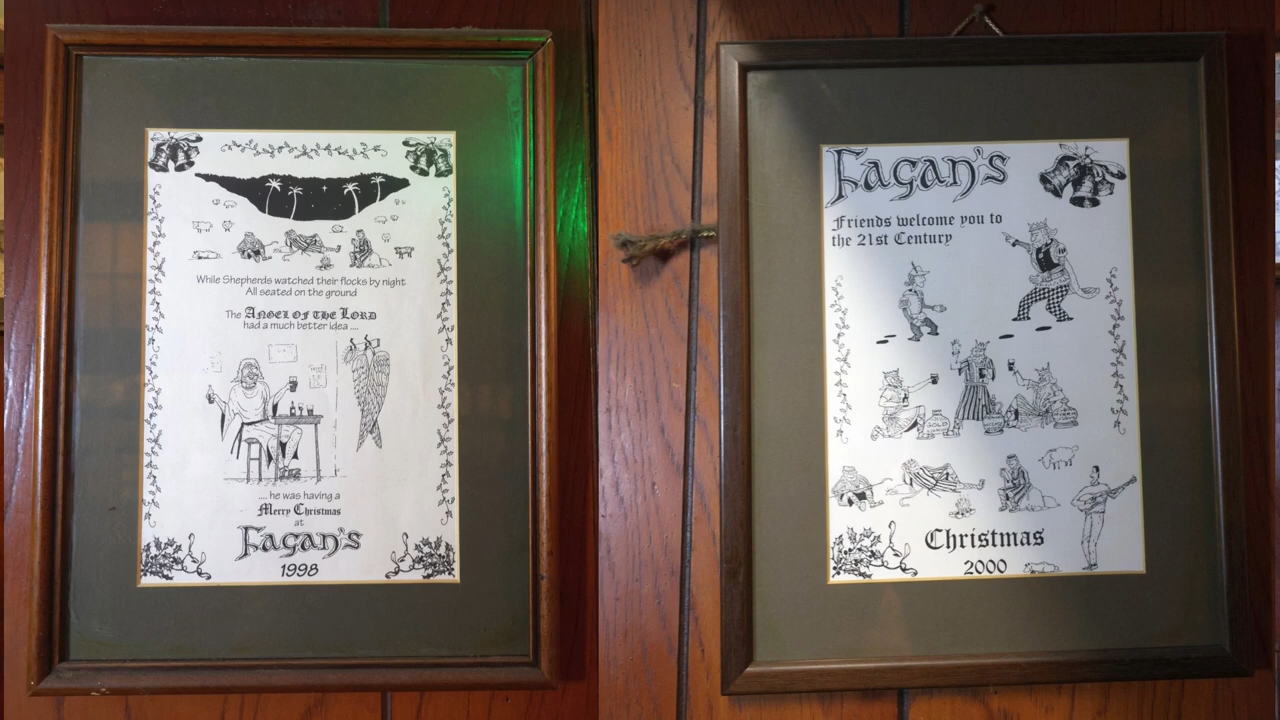 While Shepherds watched their flocks by night
All seated on the ground
The ANGEL OF THE LORD
had a much better idea ....
.... he was having a
Merry Christmas
at
Fagan's
1998
Fagan's
Friends welcome you to
the 21st Century
GOLD
Christmas
2000